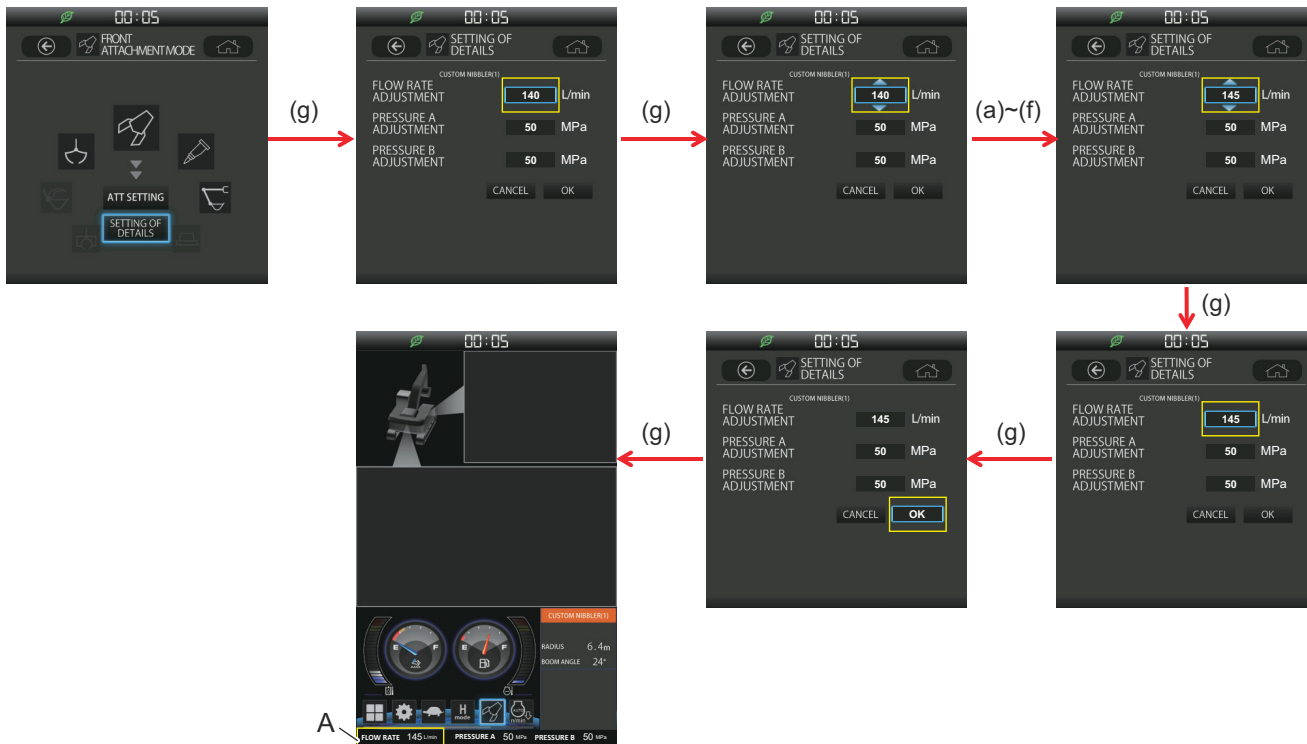 00:05
FRONT
ATTACHMENT MODE
ATT SETTING
SETTING OF
DETAILS
(g)
00:05
SETTING OF
DETAILS
CUSTOM NIBBLER(1)
FLOW RATE
ADJUSTMENT 140 L/min
PRESSURE A
ADJUSTMENT 50 MPa
PRESSURE B
ADJUSTMENT 50 MPa
CANCEL OK
(g)
00:05
SETTING OF
DETAILS
CUSTOM NIBBLER(1)
FLOW RATE
ADJUSTMENT 140 L/min
PRESSURE A
ADJUSTMENT 50 MPa
PRESSURE B
ADJUSTMENT 50 MPa
CANCEL OK
(a)~(f)
00:05
SETTING OF
DETAILS
CUSTOM NIBBLER(1)
FLOW RATE
ADJUSTMENT 145 L/min
PRESSURE A
ADJUSTMENT 50 MPa
PRESSURE B
ADJUSTMENT 50 MPa
CANCEL OK
(g)
00:05
SETTING OF
DETAILS
CUSTOM NIBBLER(1)
FLOW RATE
ADJUSTMENT 145 L/min
PRESSURE A
ADJUSTMENT 50 MPa
PRESSURE B
ADJUSTMENT 50 MPa
CANCEL OK
(g)
00:05
SETTING OF
DETAILS
CUSTOM NIBBLER(1)
FLOW RATE
ADJUSTMENT 145 L/min
PRESSURE A
ADJUSTMENT 50 MPa
PRESSURE B
ADJUSTMENT 50 MPa
CANCEL OK
(g)
00:05
CUSTOM NIBBLER(1)
E F E F
RADIUS 6.4m
BOOM ANGLE 24°
H
mode
AUTO
n/min
A
FLOW RATE 145 L/min PRESSURE A 50 MPa PRESSURE B 50 MPa